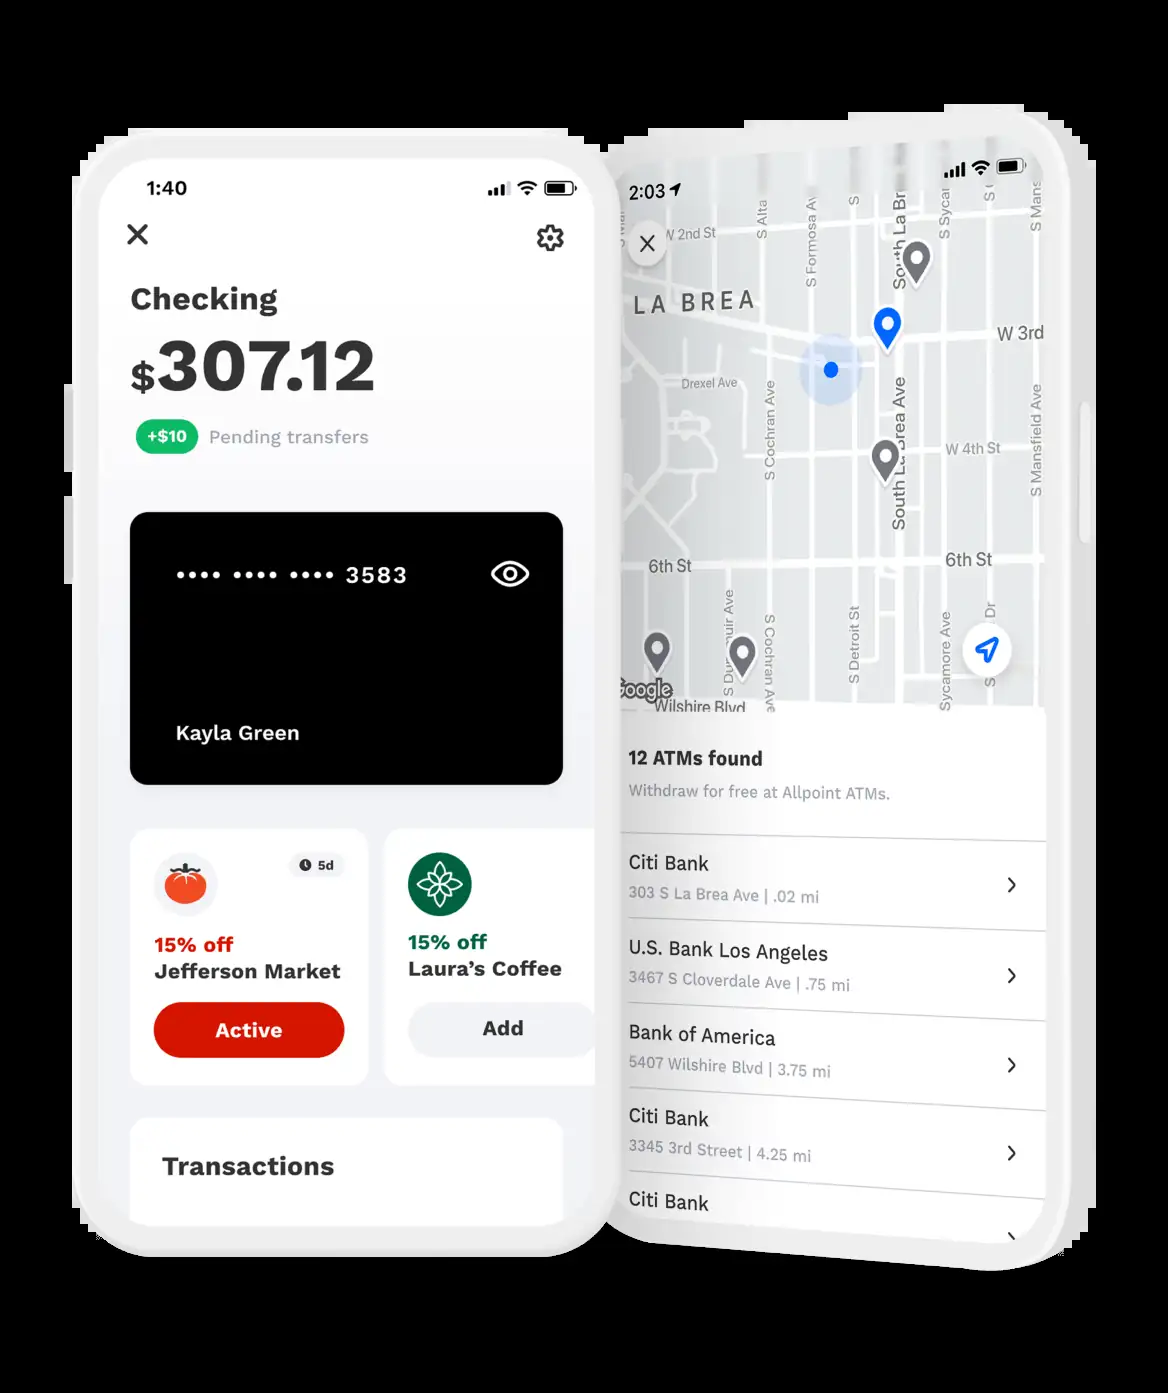 1:40
Checking
$307.12
+$10 Pending transfers
•••• •••• •••• 3583
Kayla Green
5d
15% off
Jefferson Market
Active
15% off
Laura's Coffee
Add
Transactions
2:03
W 2nd St
S Alta
S Formosa Av
S
South La Br
S Sycar
S Mans
LA BREA
W 3rd
Drexel Ave
S Cochran Ave
South La Brea Ave
W 4th St
S Mansfield Ave
6th St
6th St
S Cochran Ave
S Detroit St
Sycamore Ave
Dr
S
Google
Wilshire Blvd
12 ATMs found
Withdraw for free at Allpoint ATMs.
Citi Bank
303 S La Brea Ave | .02 mi
U.S. Bank Los Angeles
3467 S Cloverdale Ave | .75 mi
Bank of America
5407 Wilshire Blvd | 3.75 mi
Citi Bank
3345 3rd Street | 4.25 mi
Citi Bank